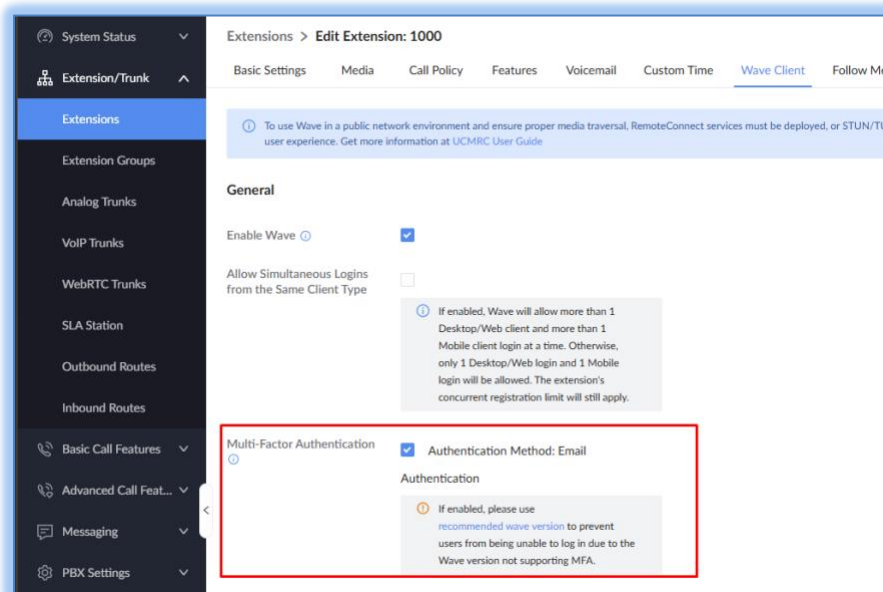 System Status
Extension/Trunk
Extensions
Extension Groups
Analog Trunks
VoIP Trunks
WebRTC Trunks
SLA Station
Outbound Routes
Inbound Routes
Basic Call Features
Advanced Call Feat...
Messaging
PBX Settings
Extensions > Edit Extension: 1000
Basic Settings Media Call Policy Features Voicemail Custom Time Wave Client Follow Me
To use Wave in a public network environment and ensure proper media traversal, RemoteConnect services must be deployed, or STUN/TU
user experience. Get more information at UCMRC User Guide
General
Enable Wave
Allow Simultaneous Logins
from the Same Client Type
If enabled, Wave will allow more than 1
Desktop/Web client and more than 1
Mobile client login at a time. Otherwise,
only 1 Desktop/Web login and 1 Mobile
login will be allowed. The extension's
concurrent registration limit will still apply.
Multi-Factor Authentication
Authentication Method: Email
Authentication
If enabled, please use
recommended wave version to prevent
users from being unable to log in due to the
Wave version not supporting MFA.